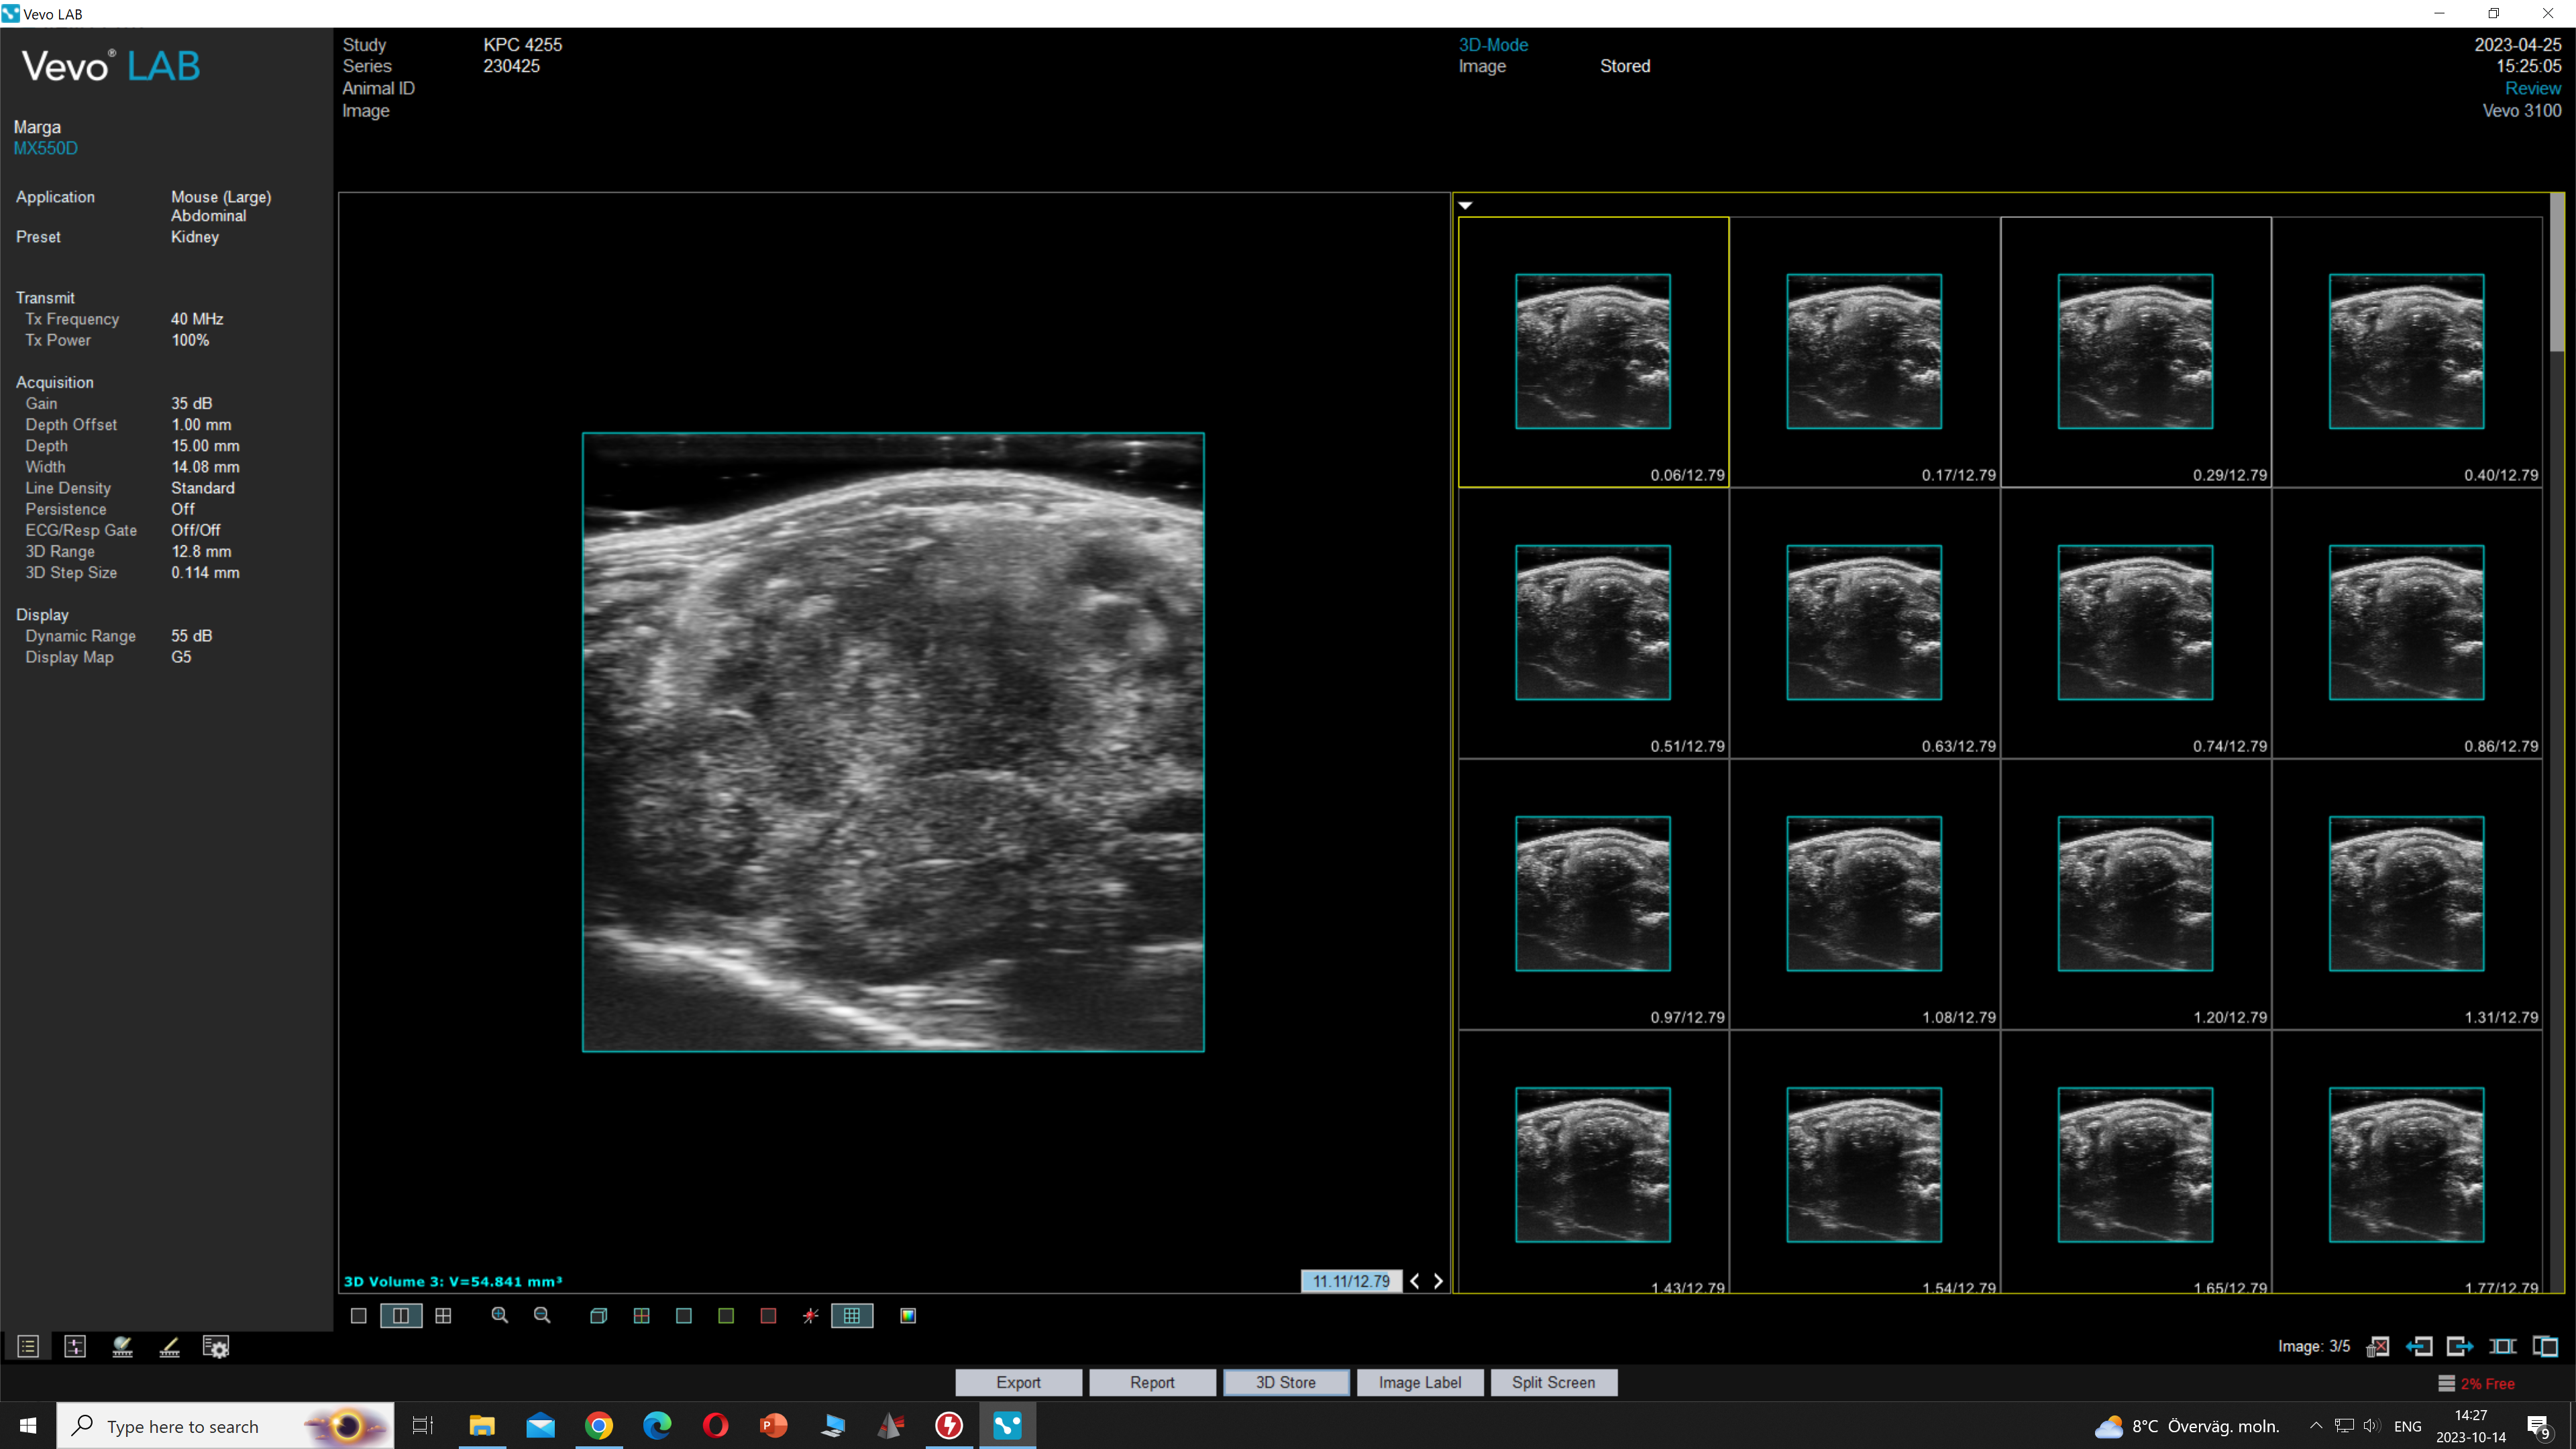 Vevo LAB
Vevo® LAB
Marga
MX550D
Application Mouse (Large)
Abdominal
Preset Kidney
Transmit
Tx Frequency 40 MHz
Tx Power 100%
Acquisition
Gain 35 dB
Depth Offset 1.00 mm
Depth 15.00 mm
Width 14.08 mm
Line Density Standard
Persistence Off
ECG/Resp Gate Off/Off
3D Range 12.8 mm
3D Step Size 0.114 mm
Display
Dynamic Range 55 dB
Display Map G5
Study KPC 4255
Series 230425
Animal ID
Image
3D-Mode
Image Stored
2023-04-25
15:25:05
Review
Vevo 3100
0.06/12.79 0.17/12.79 0.29/12.79 0.40/12.79
0.51/12.79 0.63/12.79 0.74/12.79 0.86/12.79
0.97/12.79 1.08/12.79 1.20/12.79 1.31/12.79
1.43/12.79 1.54/12.79 1.65/12.79 1.77/12.79
3D Volume 3: V=54.841 mm³
11.11/12.79
Image: 3/5
Export Report 3D Store Image Label Split Screen
2% Free
Type here to search
8°C Överväg. moln.
ENG
14:27
2023-10-14
9